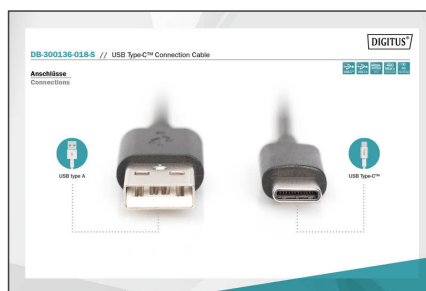 DIGITUS®
DB-300136-018-S // USB Type-C™ Connection Cable
Anschlüsse
Connections
USB type A
USB Type-C™